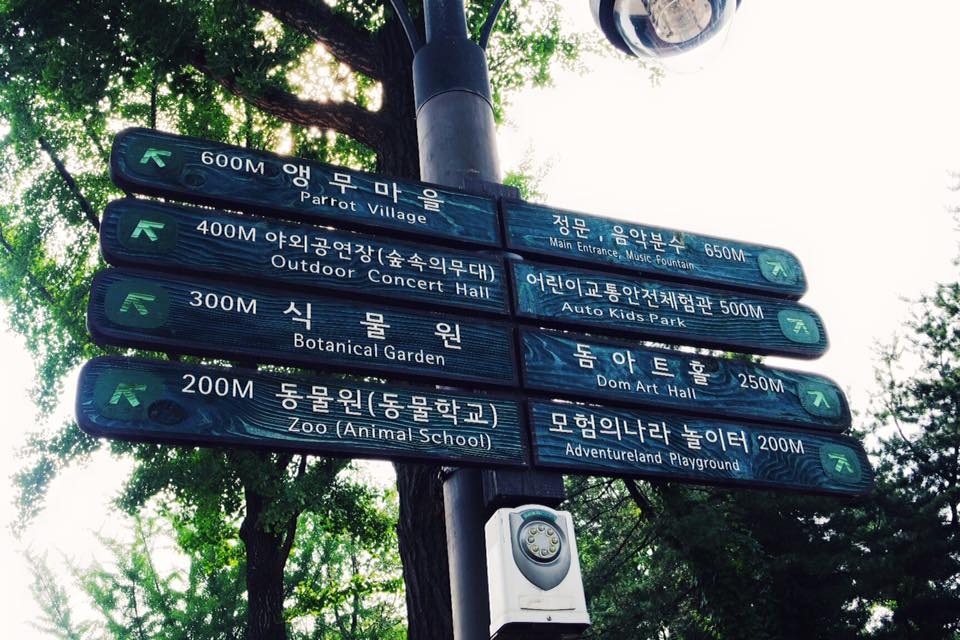 600M 앵무마을
Parrot Village
400M 야외공연장(숲속의무대)
Outdoor Concert Hall
300M 식물원
Botanical Garden
200M 동물원(동물학교)
Zoo (Animal School)
정문, 음악분수 650M
Main Entrance, Music Fountain
어린이교통안전체험관 500M
Auto Kids Park
돔아트홀 250M
Dom Art Hall
모험의나라 놀이터 200M
Adventureland Playground